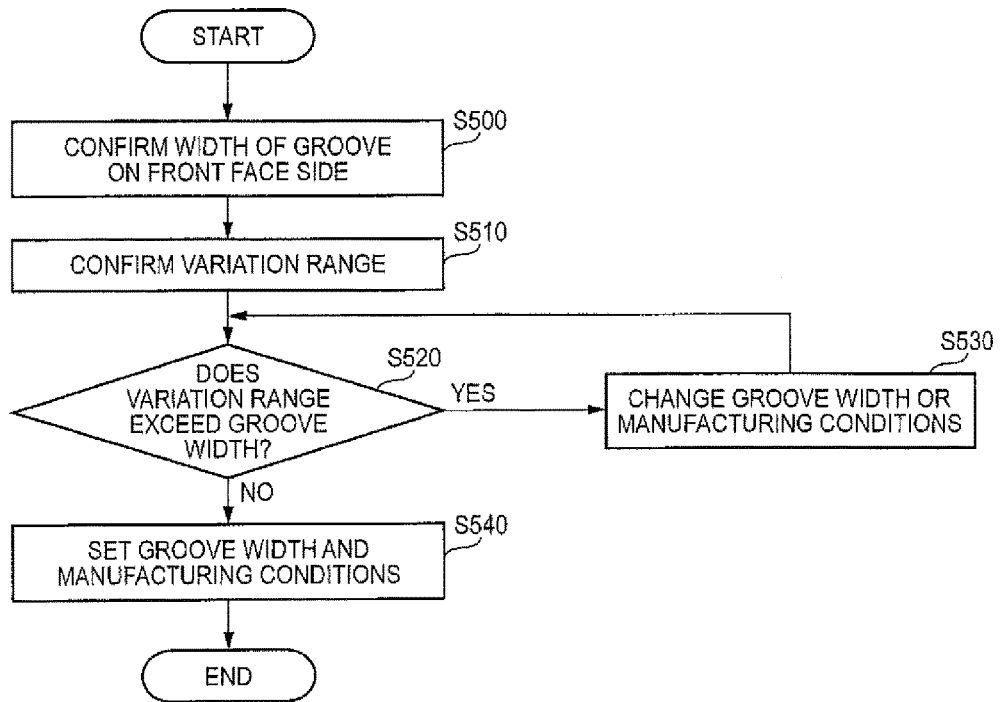 START
S500
CONFIRM WIDTH OF GROOVE
ON FRONT FACE SIDE
S510
CONFIRM VARIATION RANGE
S520
DOES
VARIATION RANGE
EXCEED GROOVE
WIDTH?
YES
S530
CHANGE GROOVE WIDTH OR
MANUFACTURING CONDITIONS
NO
S540
SET GROOVE WIDTH AND
MANUFACTURING CONDITIONS
END